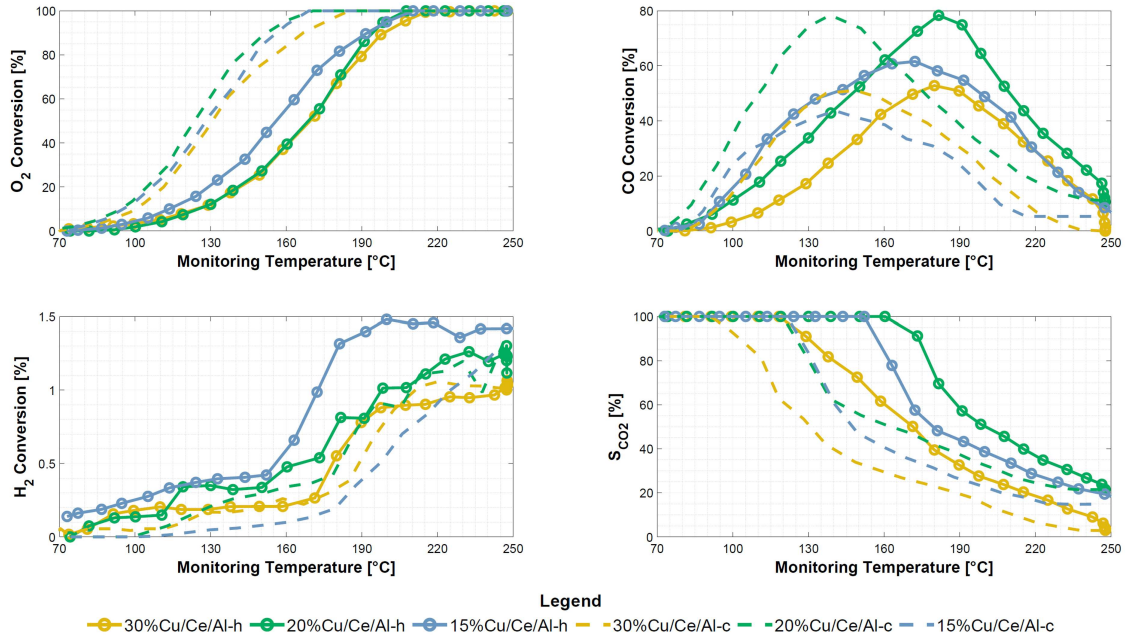 100
80
60
40
20
0
O2 Conversion [%]
70 100 130 160 190 220 250
Monitoring Temperature [°C]
80
60
40
20
0
CO Conversion [%]
70 100 130 160 190 220 250
Monitoring Temperature [°C]
1.5
1
0.5
0
H2 Conversion [%]
70 100 130 160 190 220 250
Monitoring Temperature [°C]
100
80
60
40
20
0
SCO2 [%]
70 100 130 160 190 220 250
Monitoring Temperature [°C]
Legend
30%Cu/Ce/Al-h 20%Cu/Ce/Al-h 15%Cu/Ce/Al-h 30%Cu/Ce/Al-c 20%Cu/Ce/Al-c 15%Cu/Ce/Al-c